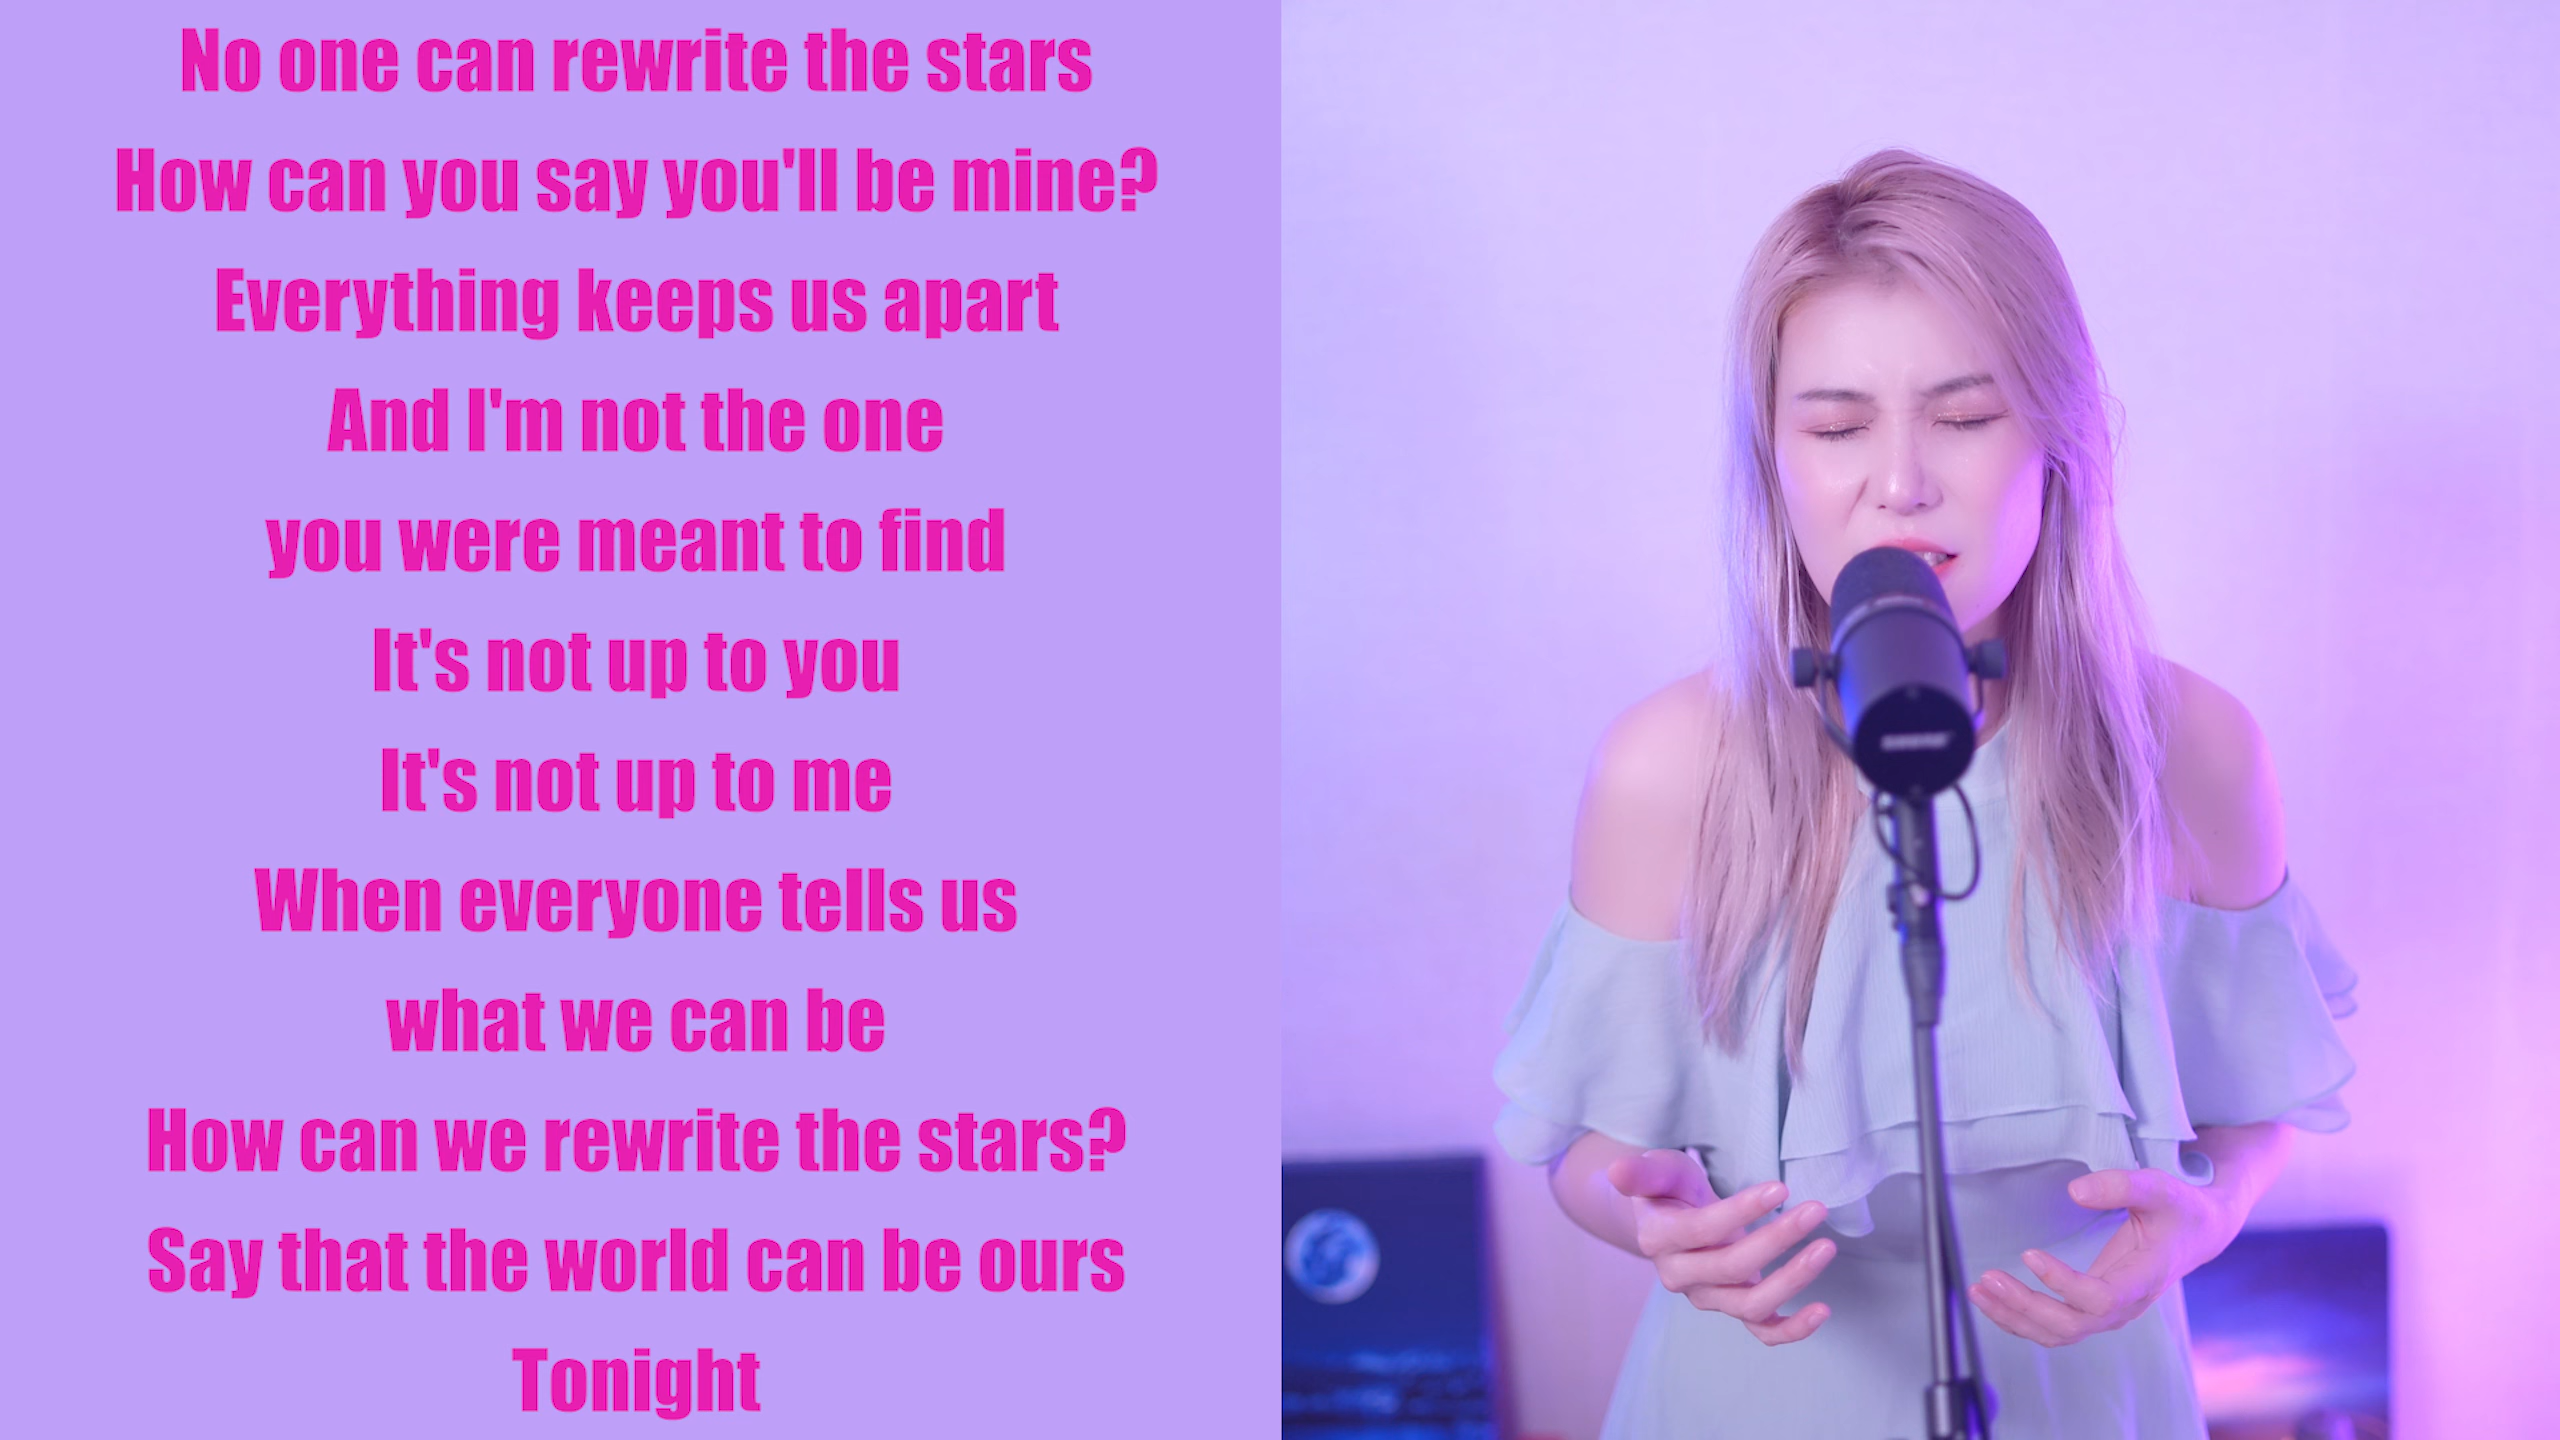 No one can rewrite the stars
How can you say you'll be mine?
Everything keeps us apart
And I'm not the one
you were meant to find
It's not up to you
It's not up to me
When everyone tells us
what we can be
How can we rewrite the stars?
Say that the world can be ours
Tonight